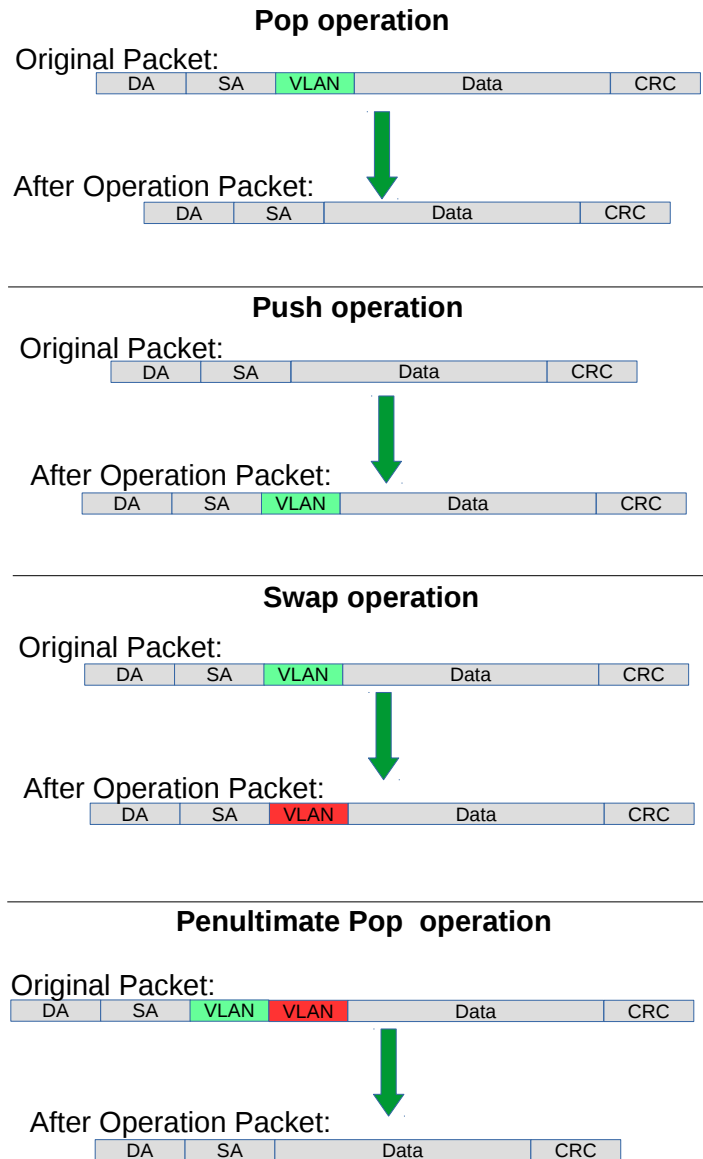 Pop operation
Original Packet:
DA SA VLAN Data CRC
After Operation Packet:
DA SA Data CRC
Push operation
Original Packet:
DA SA Data CRC
After Operation Packet:
DA SA VLAN Data CRC
Swap operation
Original Packet:
DA SA VLAN Data CRC
After Operation Packet:
DA SA VLAN Data CRC
Penultimate Pop operation
Original Packet:
DA SA VLAN VLAN Data CRC
After Operation Packet:
DA SA Data CRC